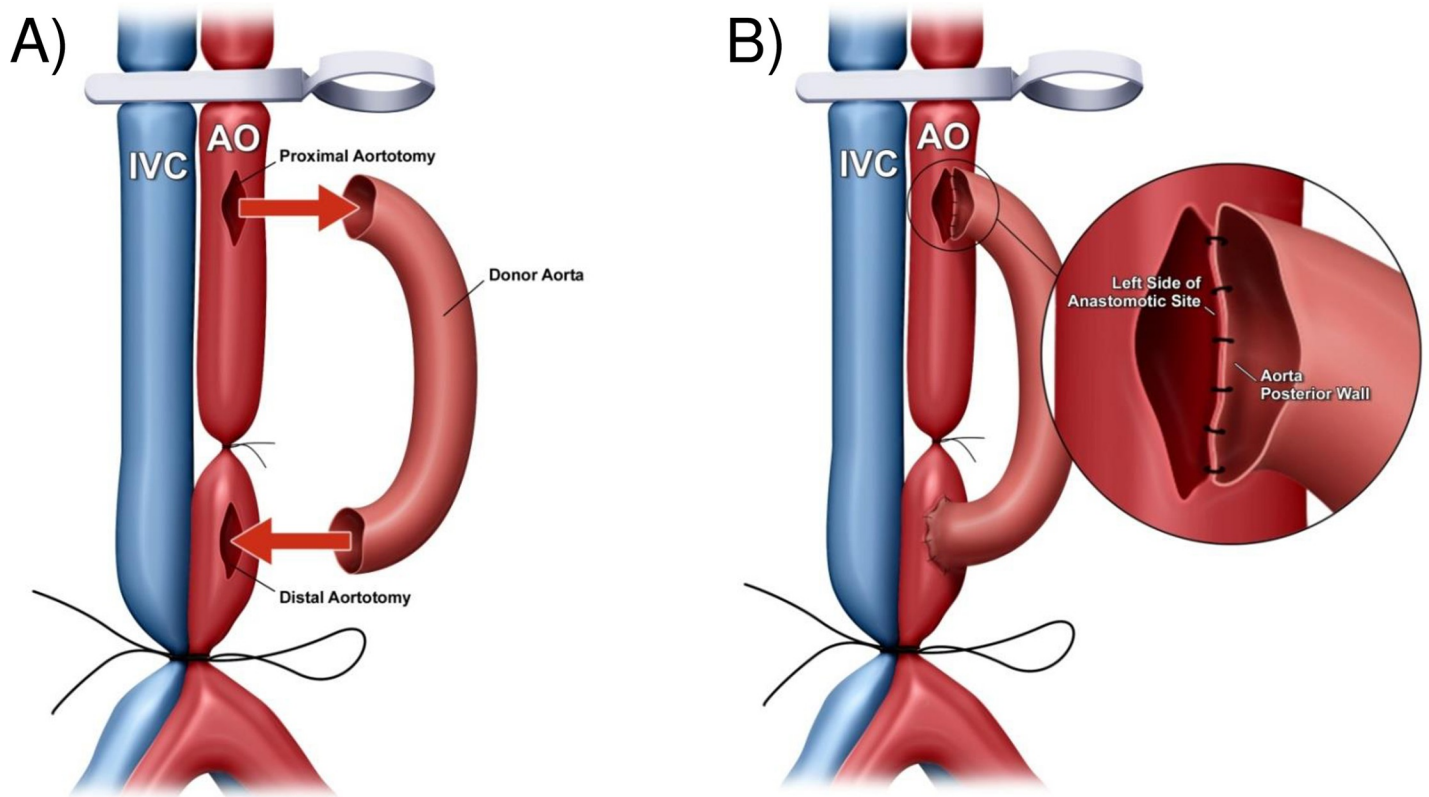 A)
AO
IVC
Proximal Aortotomy
Donor Aorta
Distal Aortotomy
B)
AO
IVC
Left Side of
Anastomotic Site
Aorta
Posterior Wall